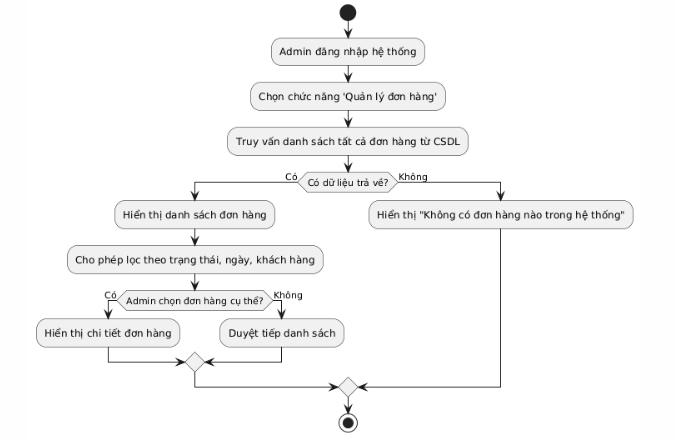 Admin đăng nhập hệ thống
Chọn chức năng 'Quản lý đơn hàng'
Truy vấn danh sách tất cả đơn hàng từ CSDL
Có
Có dữ liệu trả về?
Không
Hiển thị danh sách đơn hàng
Hiển thị "Không có đơn hàng nào trong hệ thống"
Cho phép lọc theo trạng thái, ngày, khách hàng
Có
Admin chọn đơn hàng cụ thể?
Không
Hiển thị chi tiết đơn hàng
Duyệt tiếp danh sách